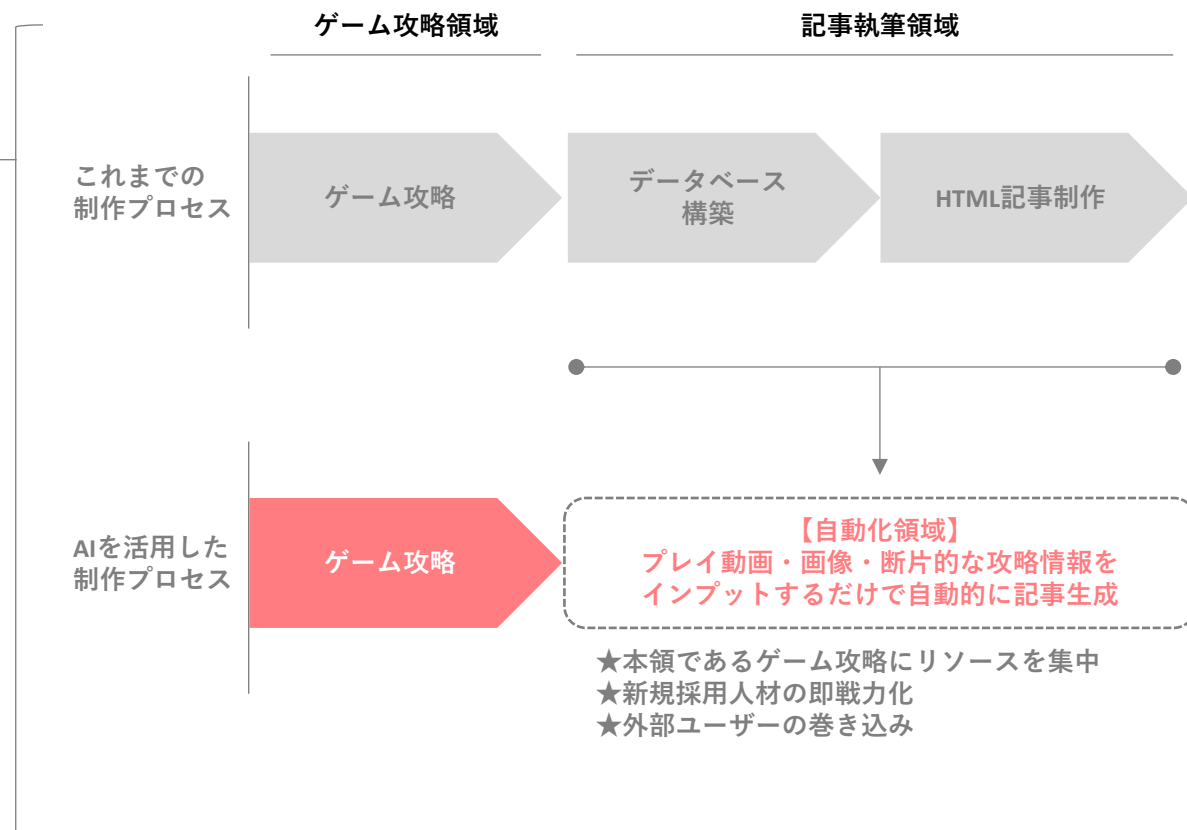 ゲーム攻略領域
記事執筆領域
これまでの
制作プロセス
ゲーム攻略
データベース
構築
HTML記事制作
AIを活用した
制作プロセス
ゲーム攻略
【自動化領域】
プレイ動画・画像・断片的な攻略情報を
インプットするだけで自動的に記事生成
★本領であるゲーム攻略にリソースを集中
★新規採用人材の即戦力化
★外部ユーザーの巻き込み